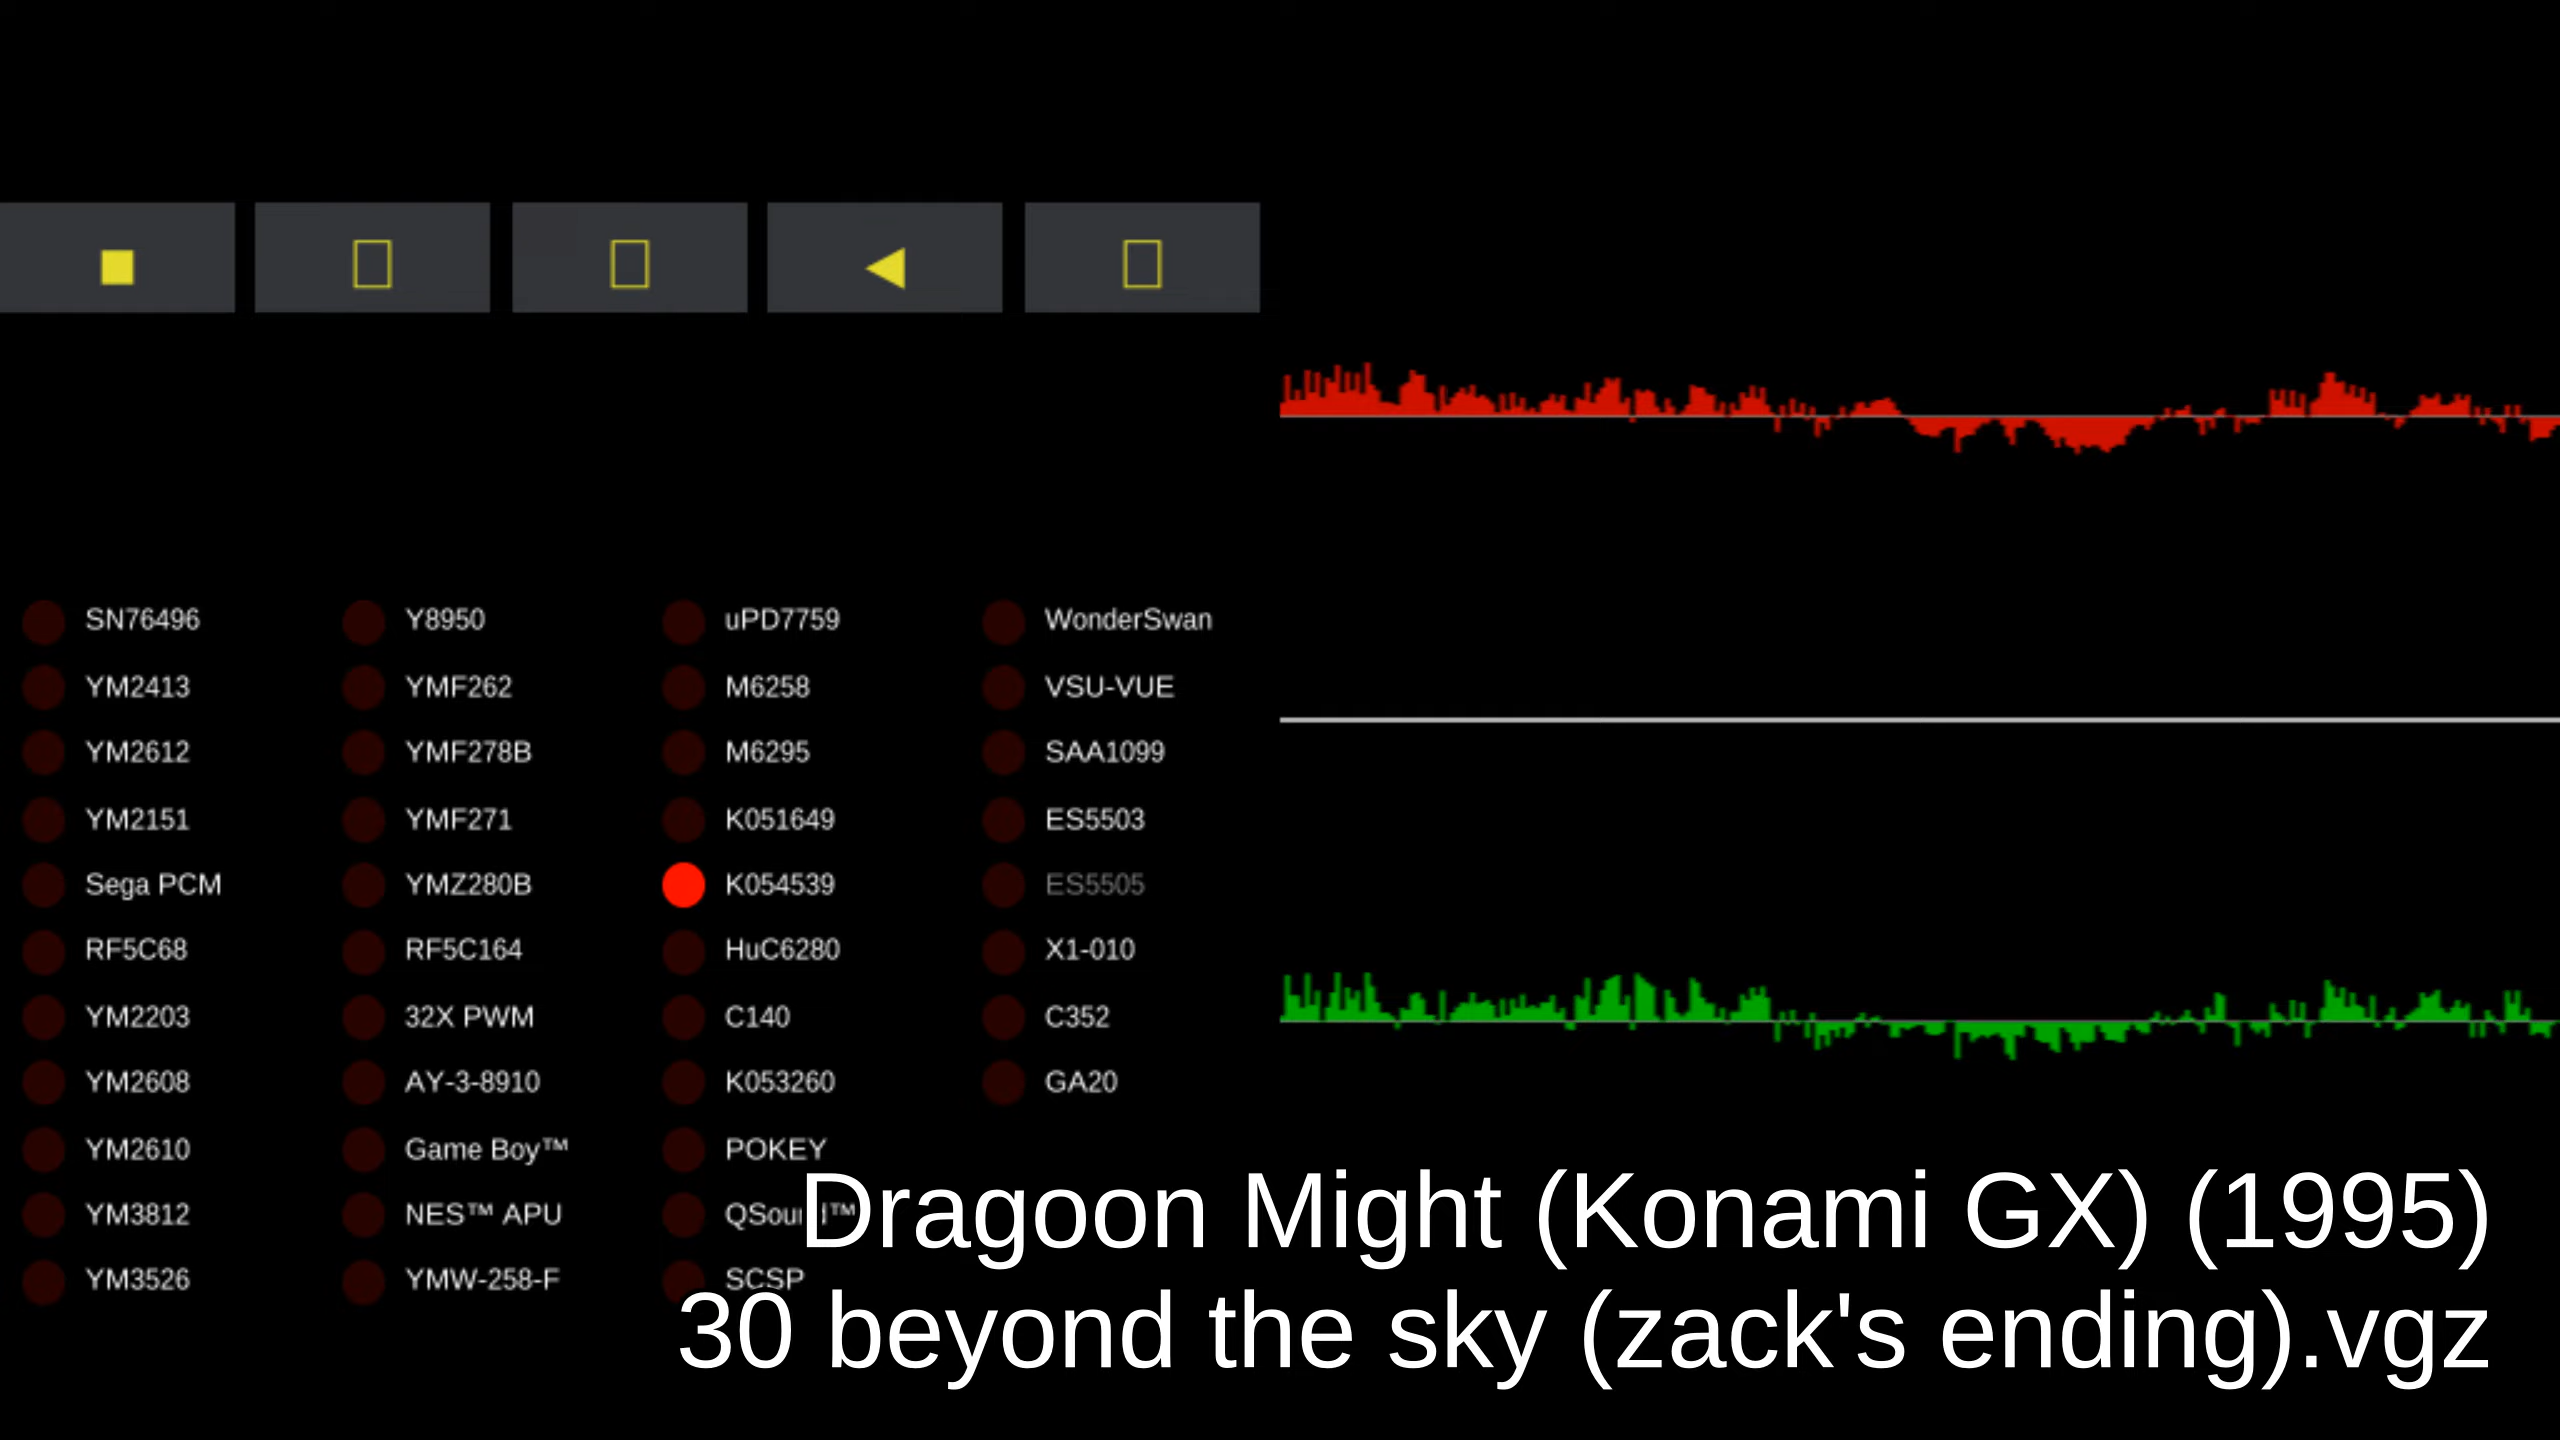 SN76496 Y8950 uPD7759 WonderSwan
YM2413 YMF262 M6258 VSU-VUE
YM2612 YMF278B M6295 SAA1099
YM2151 YMF271 K051649 ES5503
Sega PCM YMZ280B K054539 ES5505
RF5C68 RF5C164 HuC6280 X1-010
YM2203 32X PWM C140 C352
YM2608 AY-3-8910 K053260 GA20
YM2610 Game Boy™ POKEY
YM3812 NES™ APU QSound™
YM3526 YMW-258-F SCSP
Dragoon Might (Konami GX) (1995)
30 beyond the sky (zack's ending).vgz